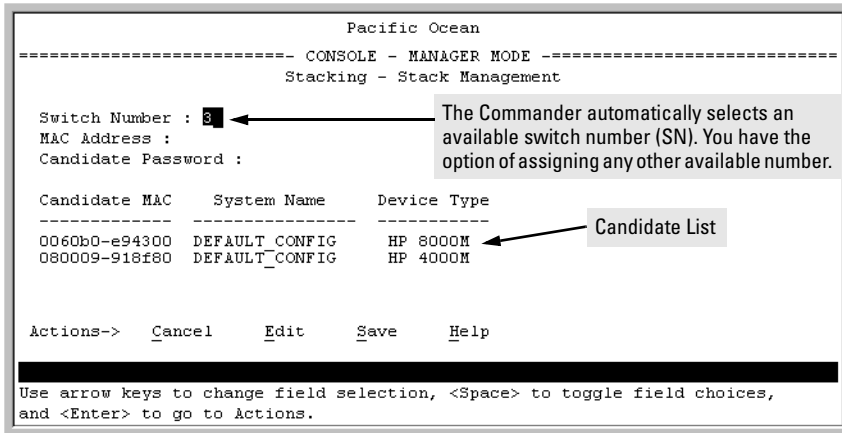 Pacific Ocean
==========================- CONSOLE - MANAGER MODE -============================
Stacking - Stack Management
Switch Number : 3
The Commander automatically selects an
available switch number (SN). You have the
option of assigning any other available number.
MAC Address :
Candidate Password :
Candidate MAC System Name Device Type
------------- ---------------- -----------
0060b0-e94300 DEFAULT_CONFIG HP 8000M
080009-918f80 DEFAULT_CONFIG HP 4000M
Candidate List
Actions-> Cancel Edit Save Help
Use arrow keys to change field selection, <Space> to toggle field choices,
and <Enter> to go to Actions.